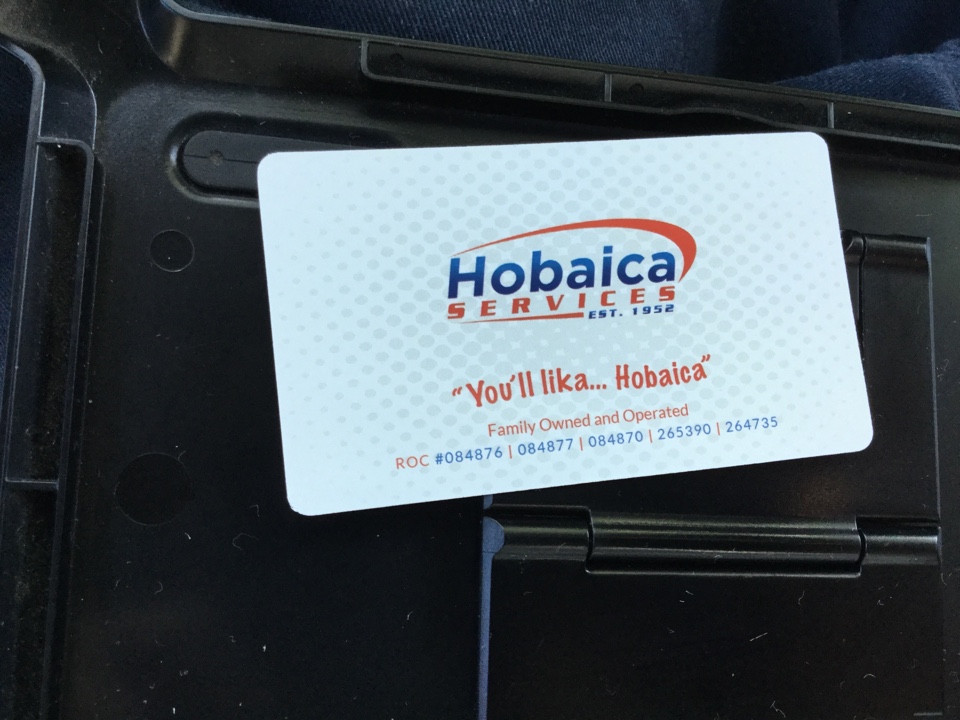 Hobaica
SERVICES
EST. 1952
"You'll lika... Hobaica"
Family Owned and Operated
ROC #084876 | 084877 | 084870 | 265390 | 264735